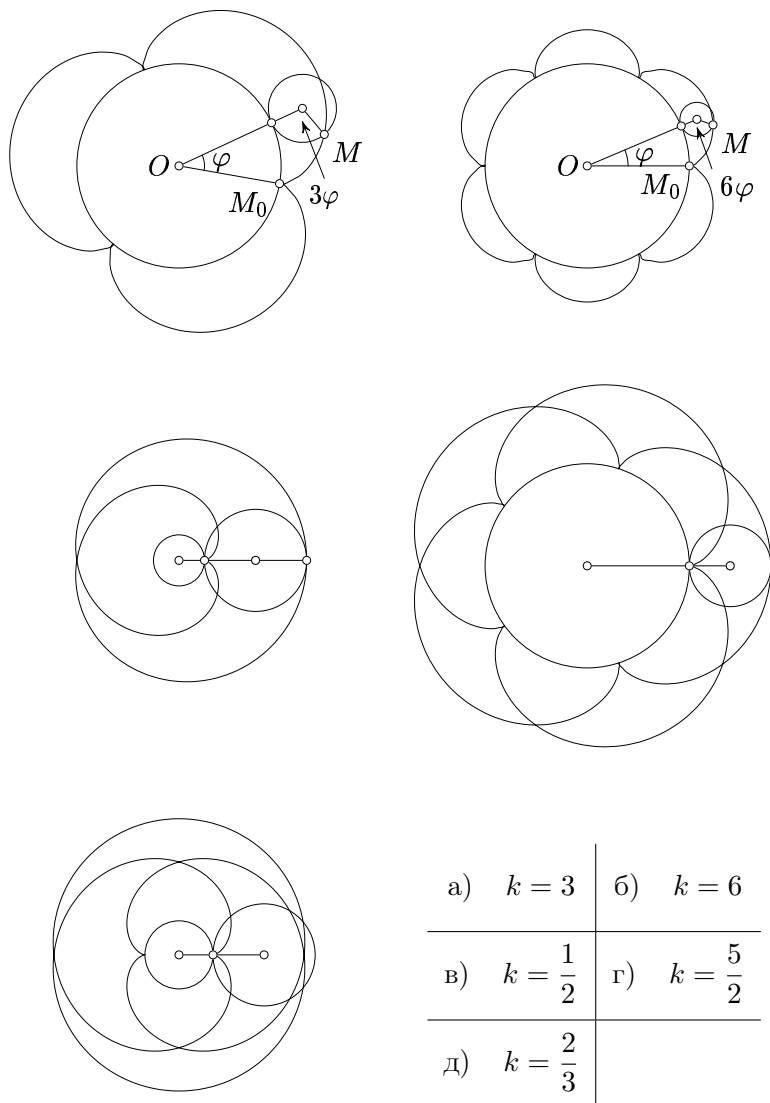 O φ M
M₀ 3φ
O φ M
M₀ 6φ
а) k = 3 б) k = 6
в) k = 1/2 г) k = 5/2
д) k = 2/3